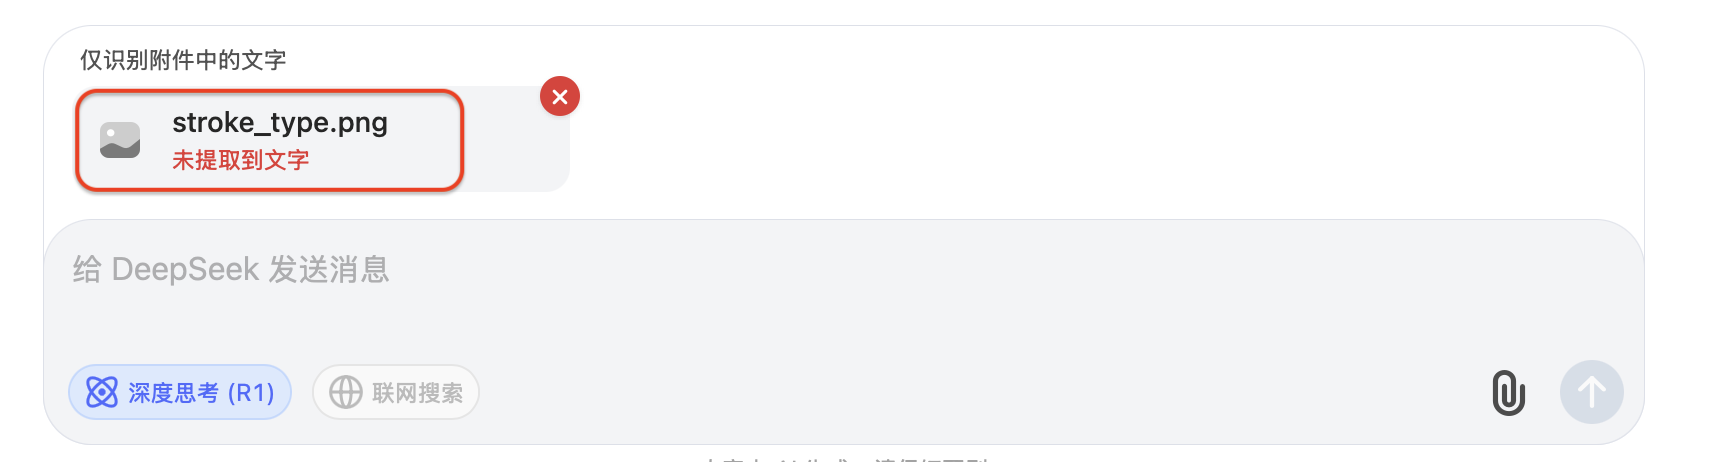 仅识别附件中的文字
stroke_type.png
未提取到文字
给 DeepSeek 发送消息
深度思考 (R1)
联网搜索